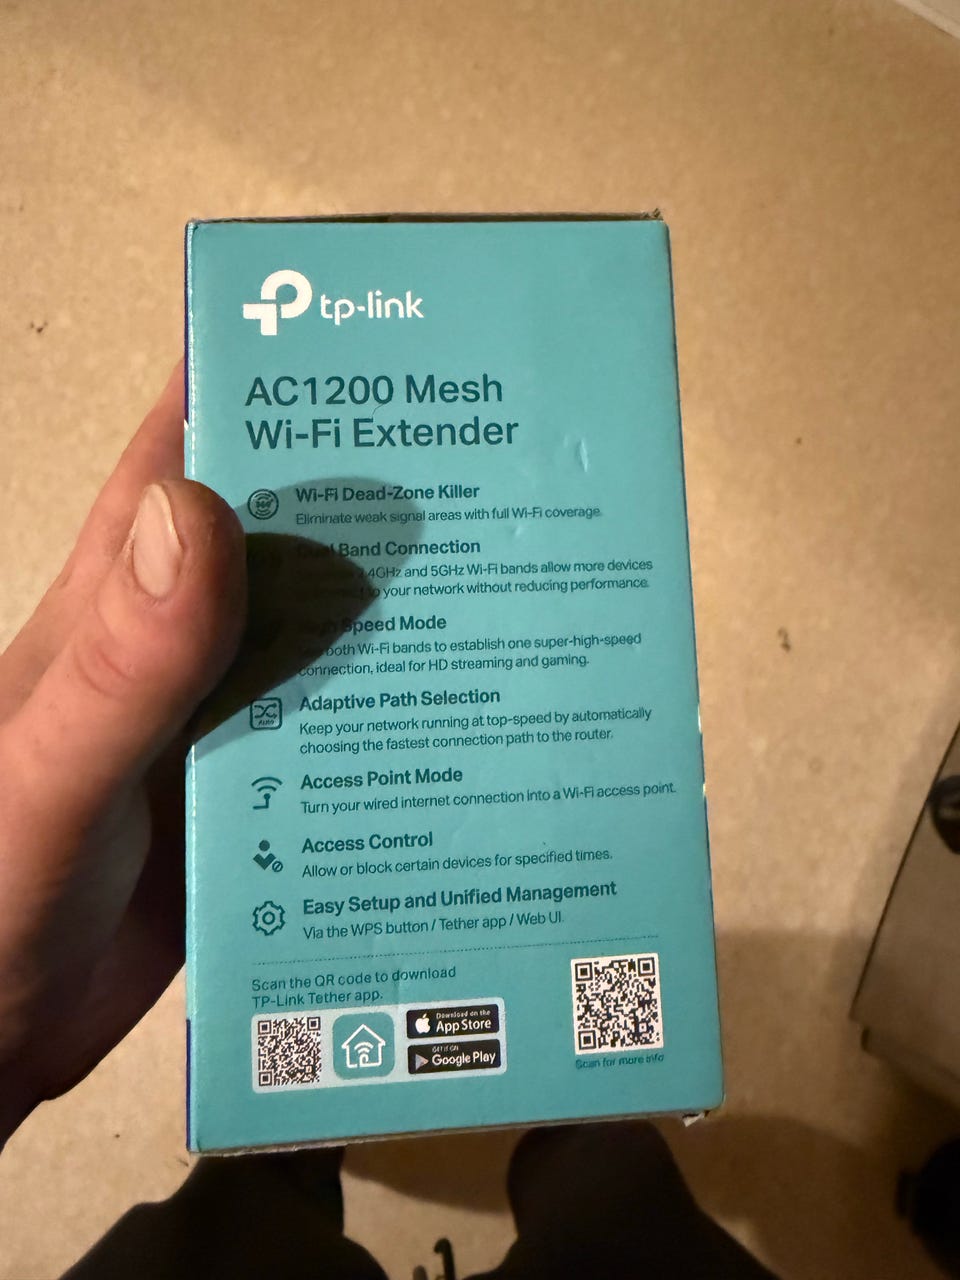 tp-link
AC1200 Mesh
Wi-Fi Extender
Wi-Fi Dead-Zone Killer
Eliminate weak signal areas with full Wi-Fi coverage.
Band Connection
2.4GHz and 5GHz Wi-Fi bands allow more devices
to your network without reducing performance.
Speed Mode
both Wi-Fi bands to establish one super-high-speed
connection, ideal for HD streaming and gaming.
Auto
Adaptive Path Selection
Keep your network running at top-speed by automatically
choosing the fastest connection path to the router.
Access Point Mode
Turn your wired internet connection into a Wi-Fi access point.
Access Control
Allow or block certain devices for specified times.
Easy Setup and Unified Management
Via the WPS button / Tether app / Web UI.
Scan the QR code to download
TP-Link Tether app.
Download on the
App Store
GET IT ON
Google Play
Scan for more info